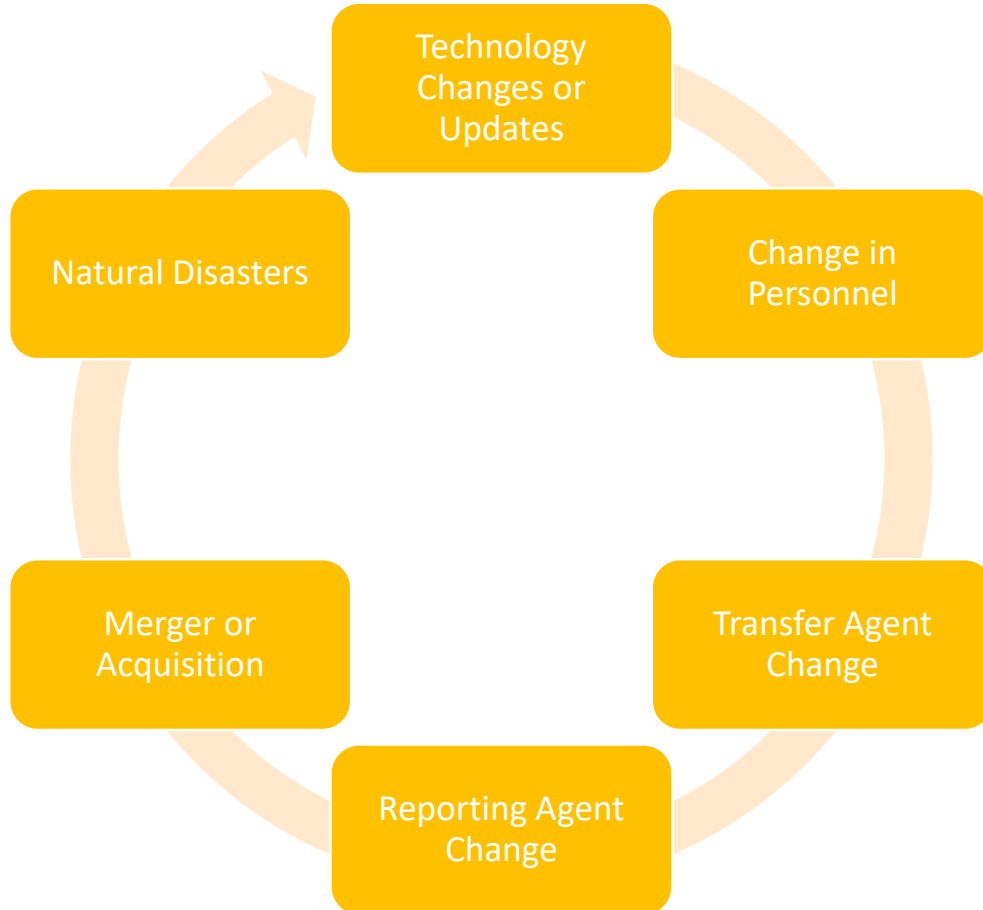 Technology
Changes or
Updates
Change in
Personnel
Transfer Agent
Change
Reporting Agent
Change
Merger or
Acquisition
Natural Disasters